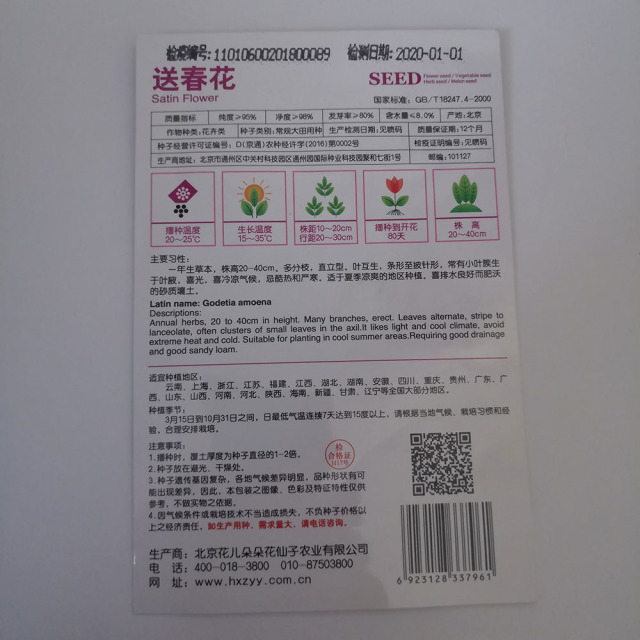 检疫编号:11010600201800089 检测日期:2020-01-01
送春花
Satin Flower
SEED Flower seed / Vegetable seed
Herb seed / Melon seed
国家标准: GB/T18247.4-2000
质量指标 纯度≥95% 净度≥98% 发芽率≥80% 含水量≤8.0% 产地:北京
作物种类:花卉类 种子类别:常规大田用种 生产检测日期:见喷码 质量保证期:12个月
种子经营许可证编号: D(京通)农种经许字(2016)第0002号 检疫证明编号:见喷码
生产商地址: 北京市通州区中关村科技园区通州园国际种业科技园聚和七街1号 邮编:101127
播种温度
20~25℃
生长温度
15~35℃
株距10~20cm
行距20~30cm
播种到开花
80天
株 高
20~40cm
主要习性:
一年生草本，株高20-40cm。多分枝，直立型。叶互生，条形至披针形，常有小叶簇生
于叶腋，喜光，喜冷凉气候，忌酷热和严寒。适于夏季凉爽的地区种植。喜排水良好而肥沃
的砂质壤土。
Latin name: Godetia amoena
Descriptions:
Annual herbs, 20 to 40cm in height. Many branches, erect. Leaves alternate, stripe to
lanceolate, often clusters of small leaves in the axil.It likes light and cool climate, avoid
extreme heat and cold. Suitable for planting in cool summer areas.Requiring good drainage
and good sandy loam.
适宜种植地区:
云南、上海、浙江、江苏、福建、江西、湖北、湖南、安徽、四川、重庆、贵州、广东、广
西、山东、山西、河南、河北、陕西、海南、新疆、甘肃、辽宁等全国大部分地区。
种植季节:
3月15日到10月31日之间，日最低气温连续7天达到15度以上，请根据当地气候、栽培习惯和经
验，合理安排栽培。
注意事项:
1.播种时，覆土厚度为种子直径的1-2倍。
2.种子放在避光、干燥处。
3.种子遗传基因复杂，各地气候差异明显，品种形状有可
能出现差异，因此，本包装之图像、色彩及特征特性仅供
参考，不做实物之依据。
4.因气候条件或栽培技术不当造成损失，不负种子价格以
上之经济责任，如生产用种，需求量大，请电话咨询。
检
合格证
H17号
生产商: 北京花儿朵朵花仙子农业有限公司
电 话: 400-018-3800 010-87503800
网 址: www.hxzyy.com.cn
6 923128 337961